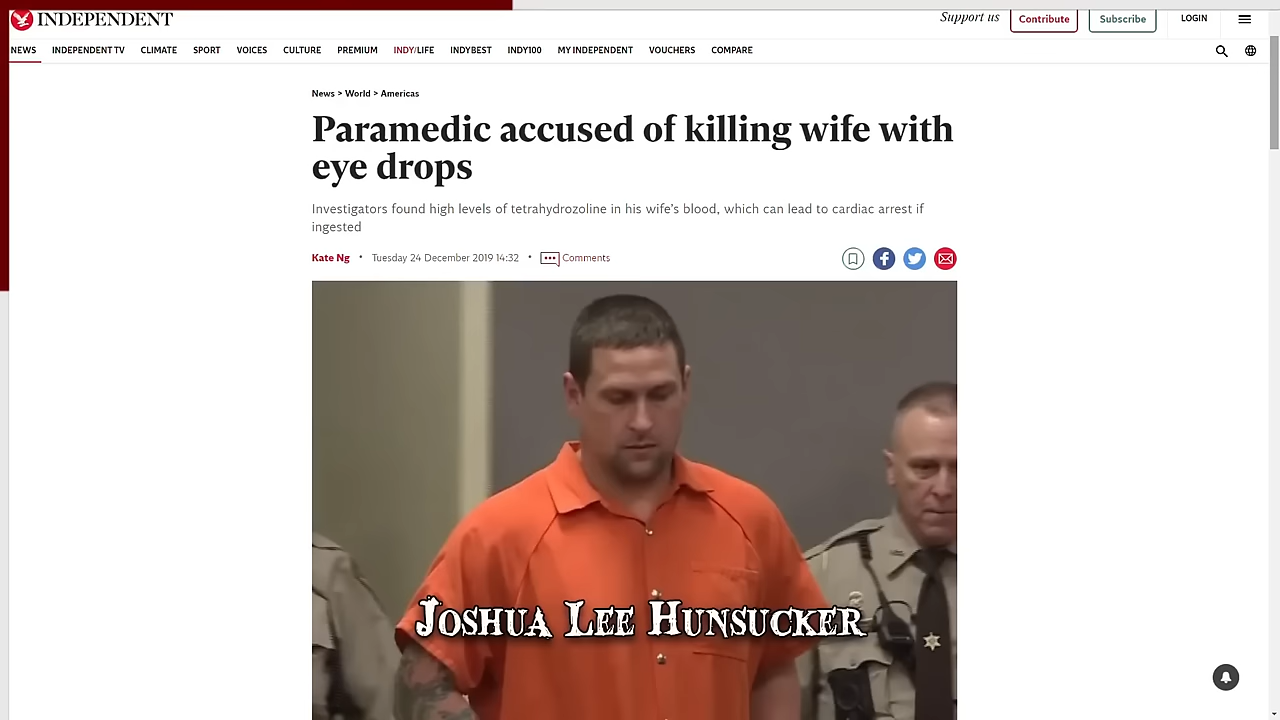 INDEPENDENT
Support us
Contribute
Subscribe
LOGIN
NEWS INDEPENDENT TV CLIMATE SPORT VOICES CULTURE PREMIUM INDY/LIFE INDYBEST INDY100 MY INDEPENDENT VOUCHERS COMPARE
News > World > Americas
Paramedic accused of killing wife with
eye drops
Investigators found high levels of tetrahydrozoline in his wife's blood, which can lead to cardiac arrest if
ingested
Kate Ng • Tuesday 24 December 2019 14:32 • Comments
Joshua Lee Hunsucker